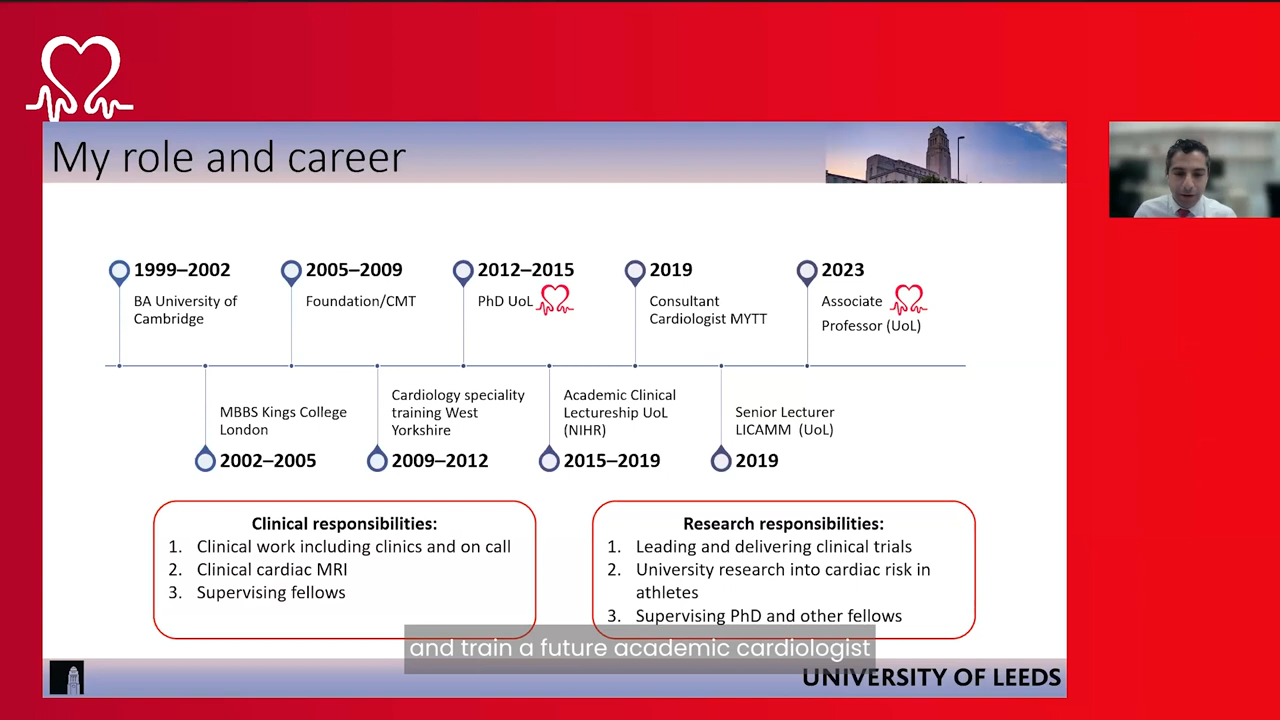 My role and career
1999–2002
BA University of
Cambridge
2005–2009
Foundation/CMT
2012–2015
PhD UoL
2019
Consultant
Cardiologist MYTT
2023
Associate
Professor (UoL)
MBBS Kings College
London
2002–2005
Cardiology speciality
training West
Yorkshire
2009–2012
Academic Clinical
Lectureship UoL
(NIHR)
2015–2019
Senior Lecturer
LICAMM (UoL)
2019
Clinical responsibilities:
1. Clinical work including clinics and on call
2. Clinical cardiac MRI
3. Supervising fellows
Research responsibilities:
1. Leading and delivering clinical trials
2. University research into cardiac risk in
athletes
3. Supervising PhD and other fellows
and train a future academic cardiologist
UNIVERSITY OF LEEDS